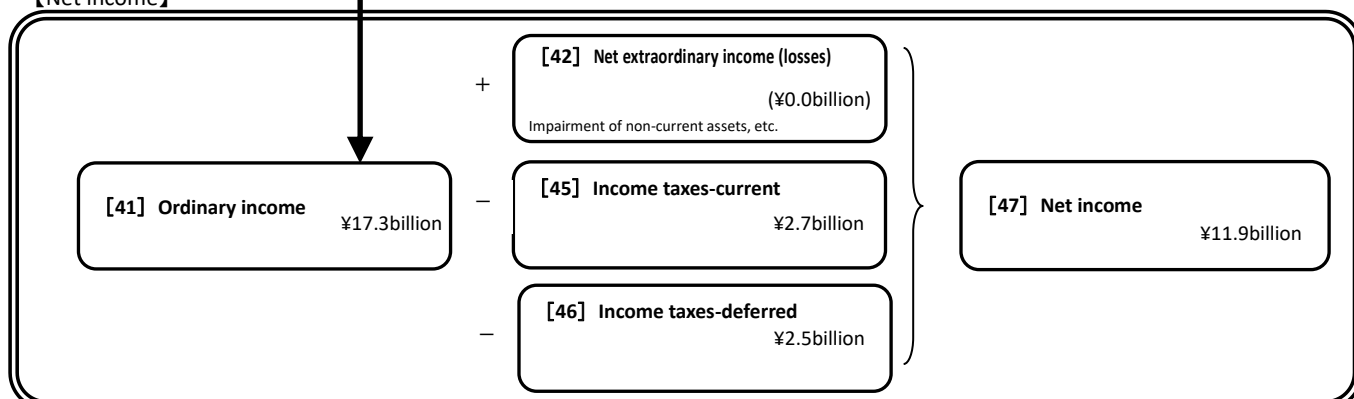 【Net Income】
[42] Net extraordinary income (losses)
+
(¥0.0billion)
Impairment of non-current assets, etc.
[41] Ordinary income
¥17.3billion
−
[45] Income taxes-current
¥2.7billion
[47] Net income
¥11.9billion
[46] Income taxes-deferred
−
¥2.5billion